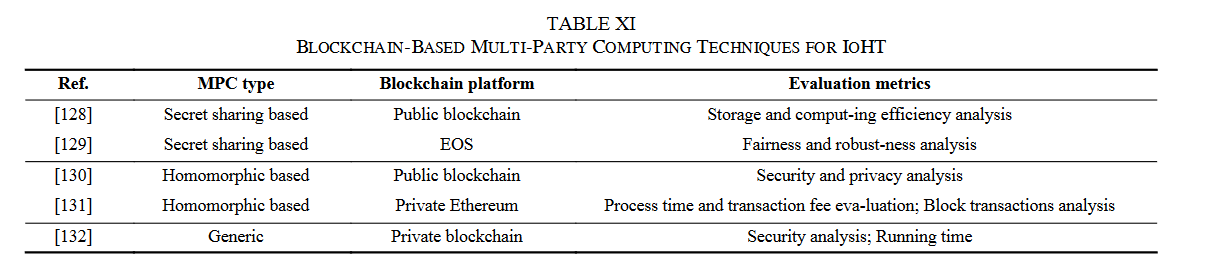 TABLE XI
BLOCKCHAIN-BASED MULTI-PARTY COMPUTING TECHNIQUES FOR IOHT
Ref. MPC type Blockchain platform Evaluation metrics
[128] Secret sharing based Public blockchain Storage and comput-ing efficiency analysis
[129] Secret sharing based EOS Fairness and robust-ness analysis
[130] Homomorphic based Public blockchain Security and privacy analysis
[131] Homomorphic based Private Ethereum Process time and transaction fee eva-luation; Block transactions analysis
[132] Generic Private blockchain Security analysis; Running time